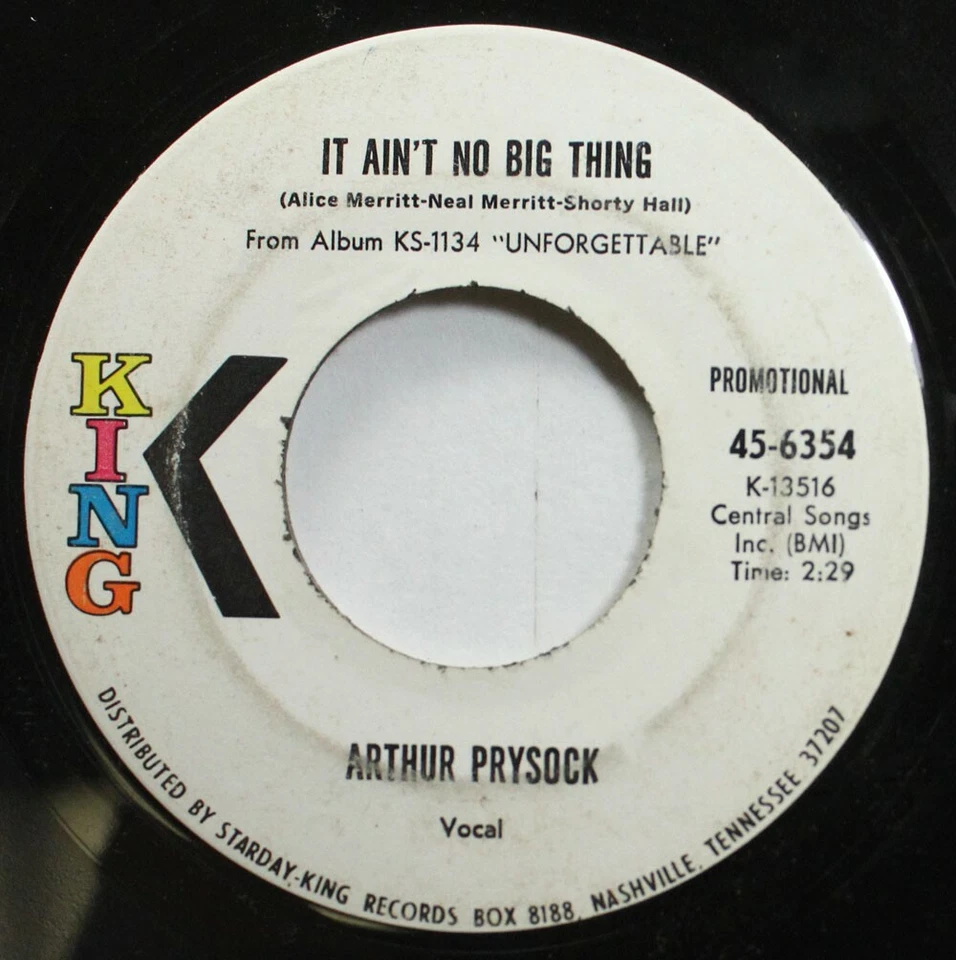 IT AIN'T NO BIG THING
(Alice Merritt-Neal Merritt-Shorty Hall)
From Album KS-1134 "UNFORGETTABLE"
KING
K
PROMOTIONAL
45-6354
K-13516
Central Songs
Inc. (BMI)
Time: 2:29
ARTHUR PRYSOCK
Vocal
DISTRIBUTED BY STARDAY-KING RECORDS BOX 8188, NASHVILLE, TENNESSEE 37207